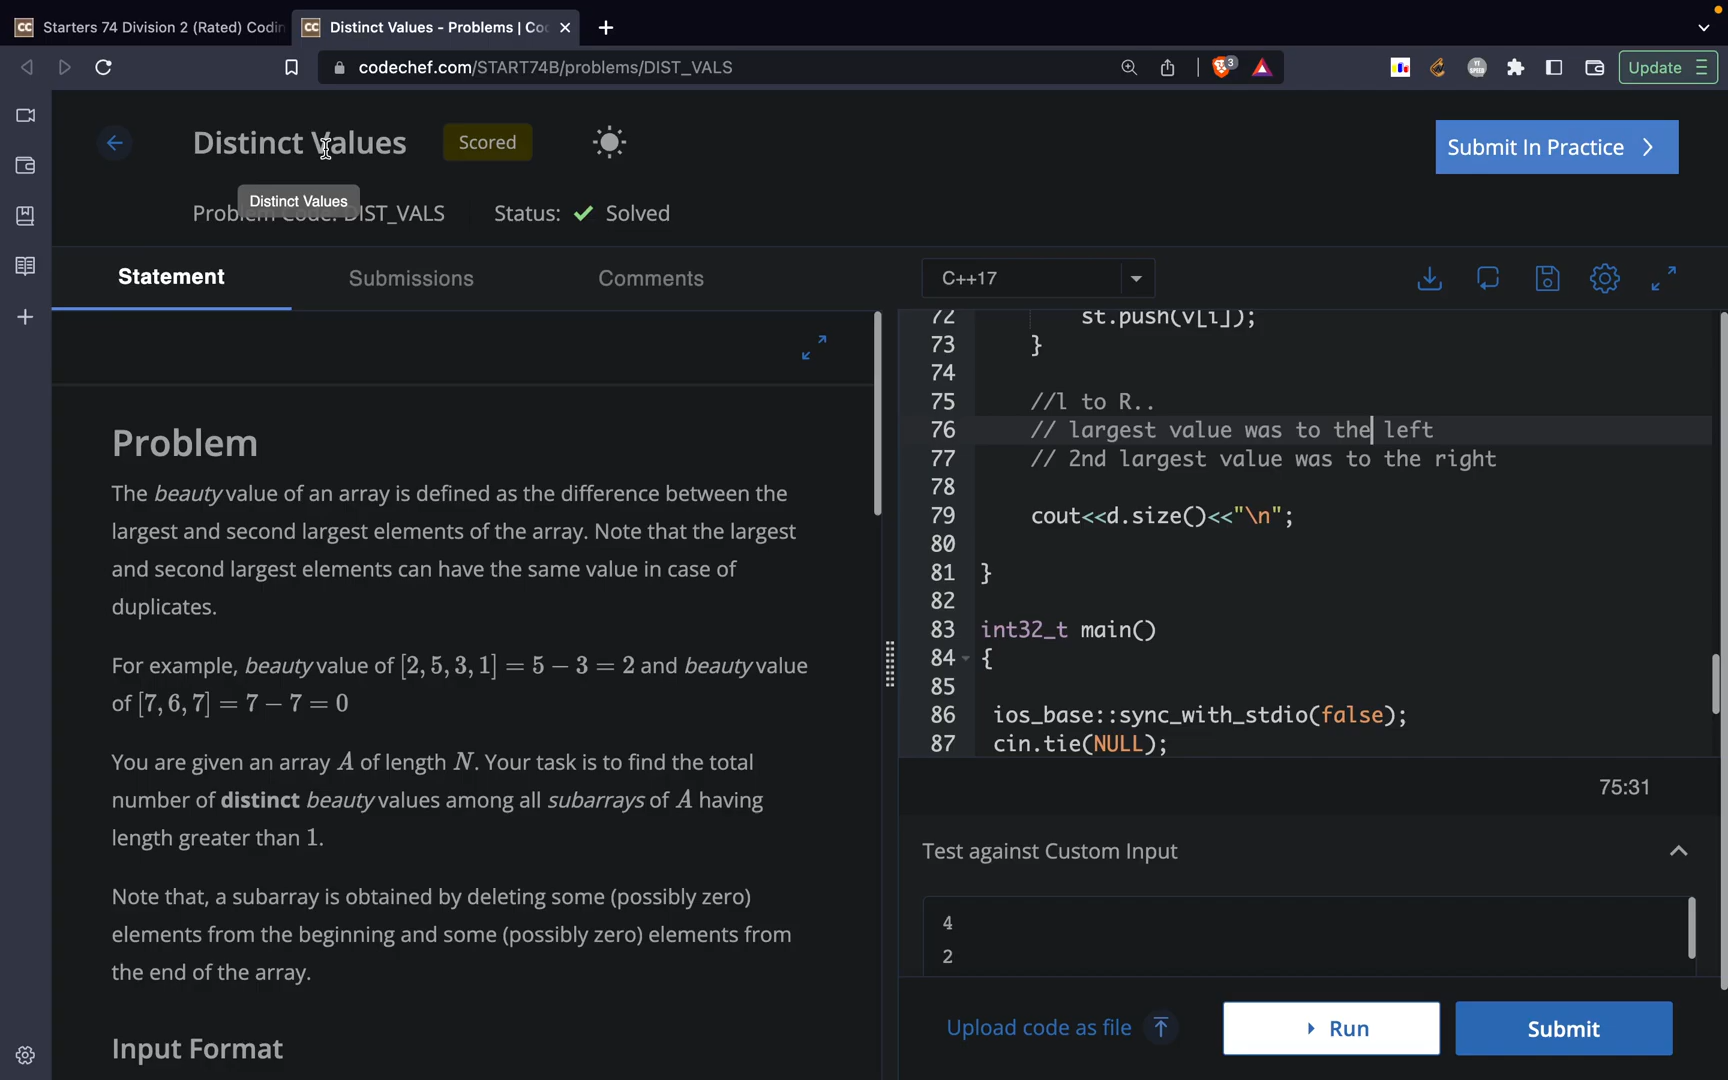 Starters 74 Division 2 (Rated) Codin
Distinct Values - Problems | Co
codechef.com/START74B/problems/DIST_VALS
3
Update
Distinct Values
Scored
Submit In Practice
Distinct Values
Problem Code: DIST_VALS
Status: Solved
Statement
Submissions
Comments
C++17
Problem
The beauty value of an array is defined as the difference between the
largest and second largest elements of the array. Note that the largest
and second largest elements can have the same value in case of
duplicates.
For example, beauty value of [2, 5, 3, 1] = 5 − 3 = 2 and beauty value
of [7, 6, 7] = 7 − 7 = 0
You are given an array A of length N. Your task is to find the total
number of distinct beauty values among all subarrays of A having
length greater than 1.
Note that, a subarray is obtained by deleting some (possibly zero)
elements from the beginning and some (possibly zero) elements from
the end of the array.
Input Format
72 st.push(v[i]);
73 }
74
75 //l to R..
76 // largest value was to the left
77 // 2nd largest value was to the right
78
79 cout<<d.size()<<"\n";
80
81 }
82
83 int32_t main()
84 {
85
86 ios_base::sync_with_stdio(false);
87 cin.tie(NULL);
75:31
Test against Custom Input
4
2
Upload code as file
Run
Submit